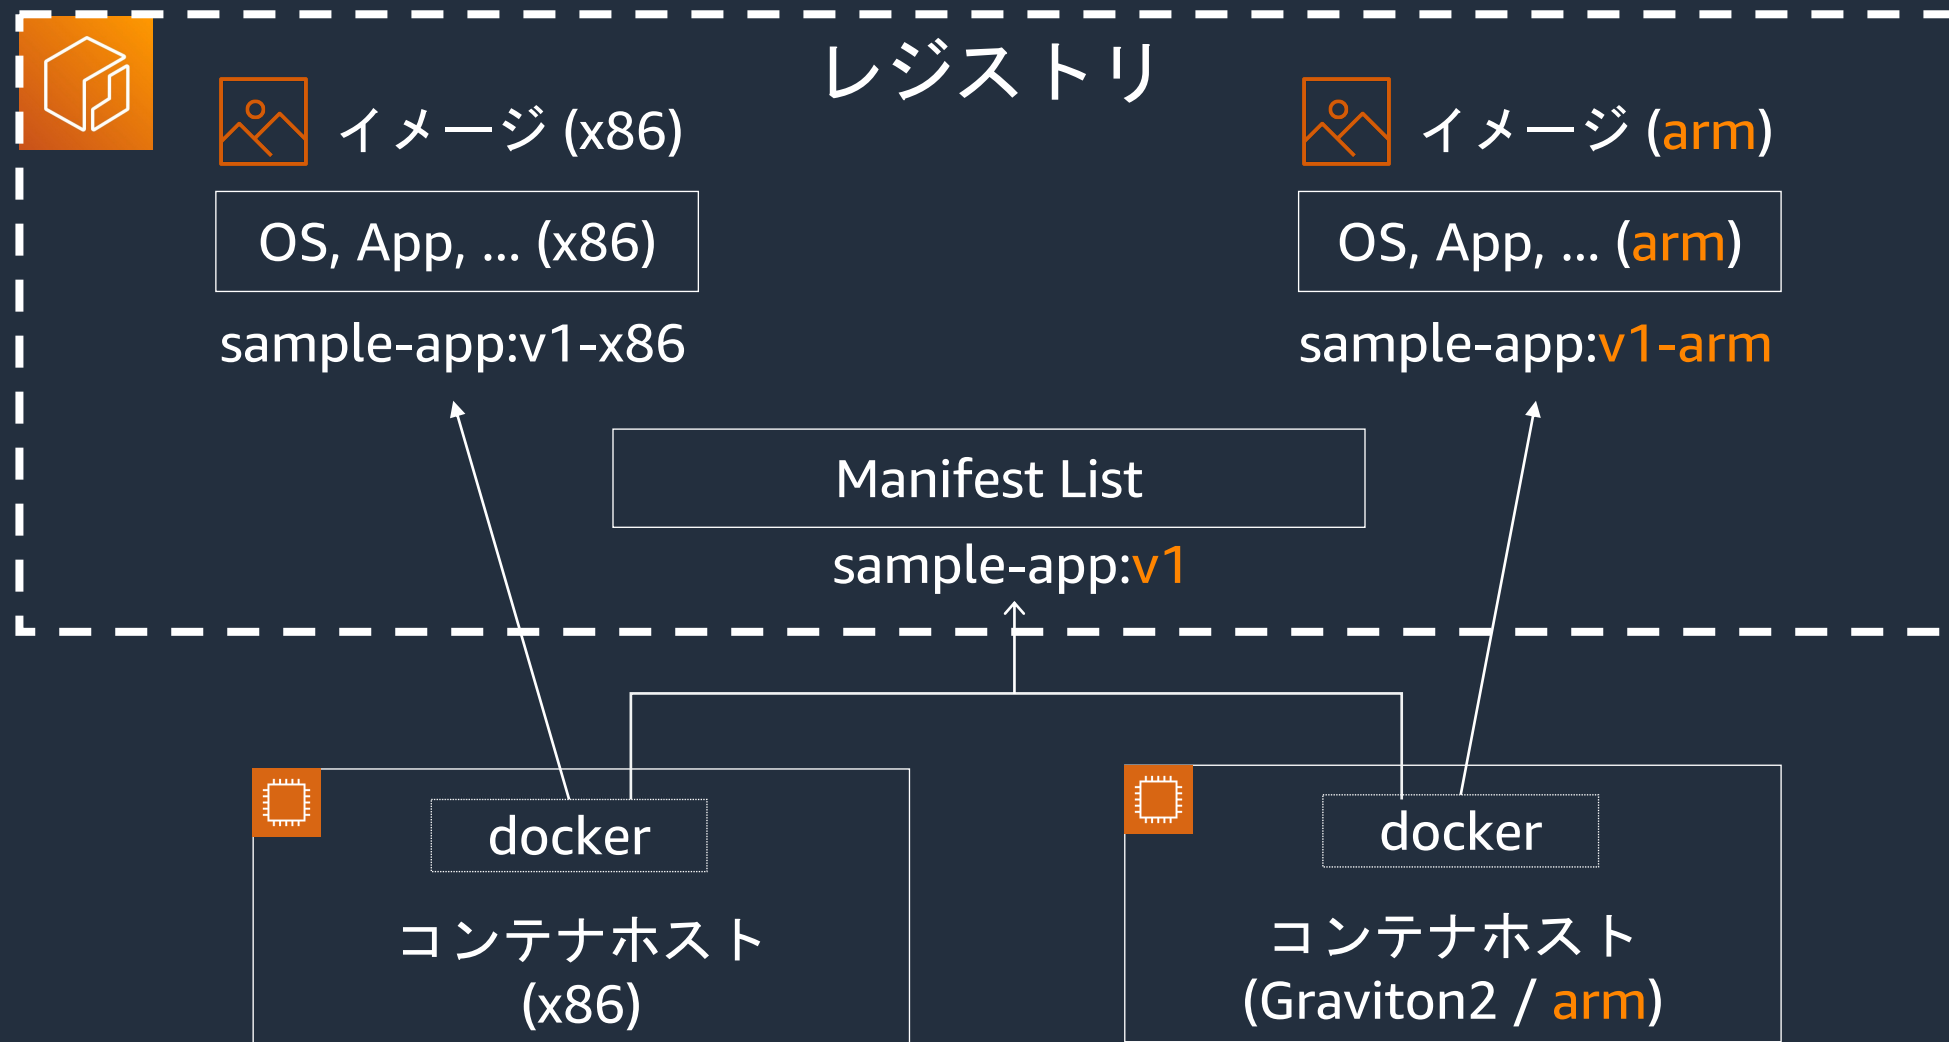 レジストリ
イメージ (x86)
OS, App, ... (x86)
sample-app:v1-x86
イメージ (arm)
OS, App, ... (arm)
sample-app:v1-arm
Manifest List
sample-app:v1
docker
コンテナホスト
(x86)
docker
コンテナホスト
(Graviton2 / arm)